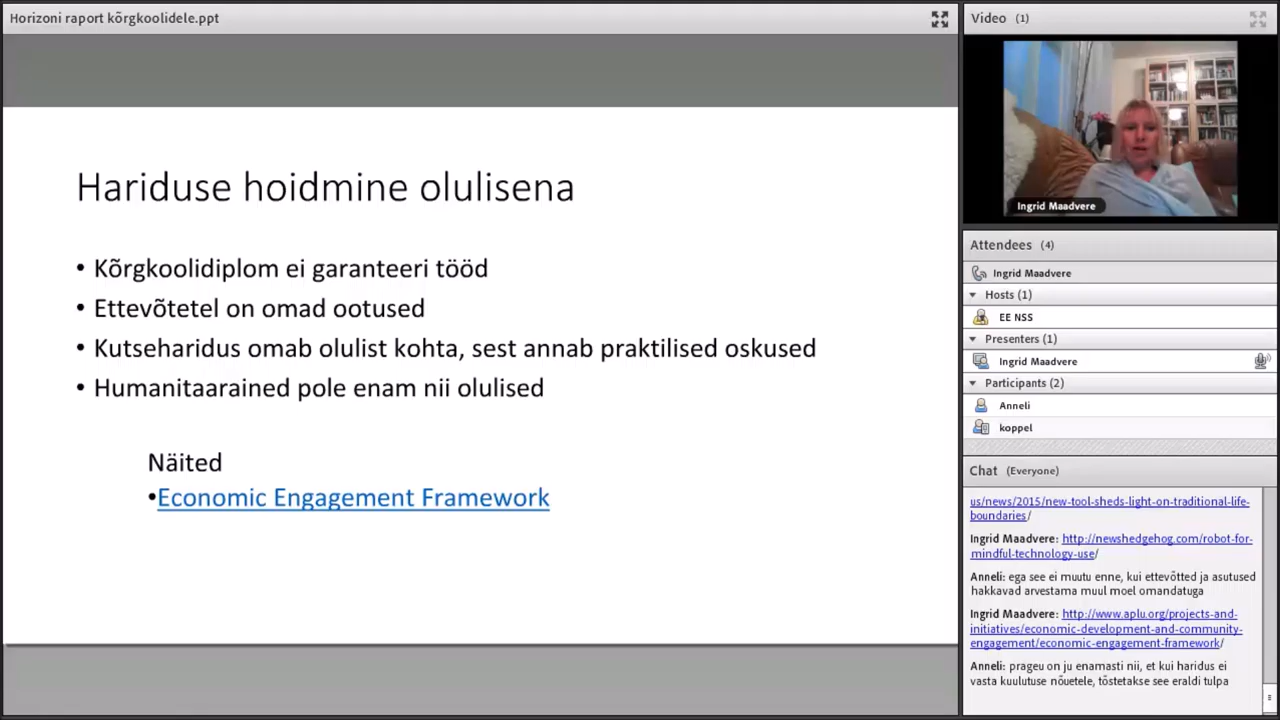 Horizoni raport kõrgkoolidele.ppt
Hariduse hoidmine olulisena
• Kõrgkoolidiplom ei garanteeri tööd
• Ettevõtetel on omad ootused
• Kutseharidus omab olulist kohta, sest annab praktilised oskused
• Humanitaarained pole enam nii olulised
Näited
•Economic Engagement Framework
Video (1)
Ingrid Maadvere
Attendees (4)
Ingrid Maadvere
Hosts (1)
EE NSS
Presenters (1)
Ingrid Maadvere
Participants (2)
Anneli
koppel
Chat (Everyone)
us/news/2015/new-tool-sheds-light-on-traditional-life-
boundaries/
Ingrid Maadvere: http://newshedgehog.com/robot-for-
mindful-technology-use/
Anneli: ega see ei muutu enne, kui ettevõtted ja asutused
hakkavad arvestama muul moel omandatuga
Ingrid Maadvere: http://www.aplu.org/projects-and-
initiatives/economic-development-and-community-
engagement/economic-engagement-framework/
Anneli: prageu on ju enamasti nii, et kui haridus ei
vasta kuulutuse nõuetele, tõstetakse see eraldi tulpa